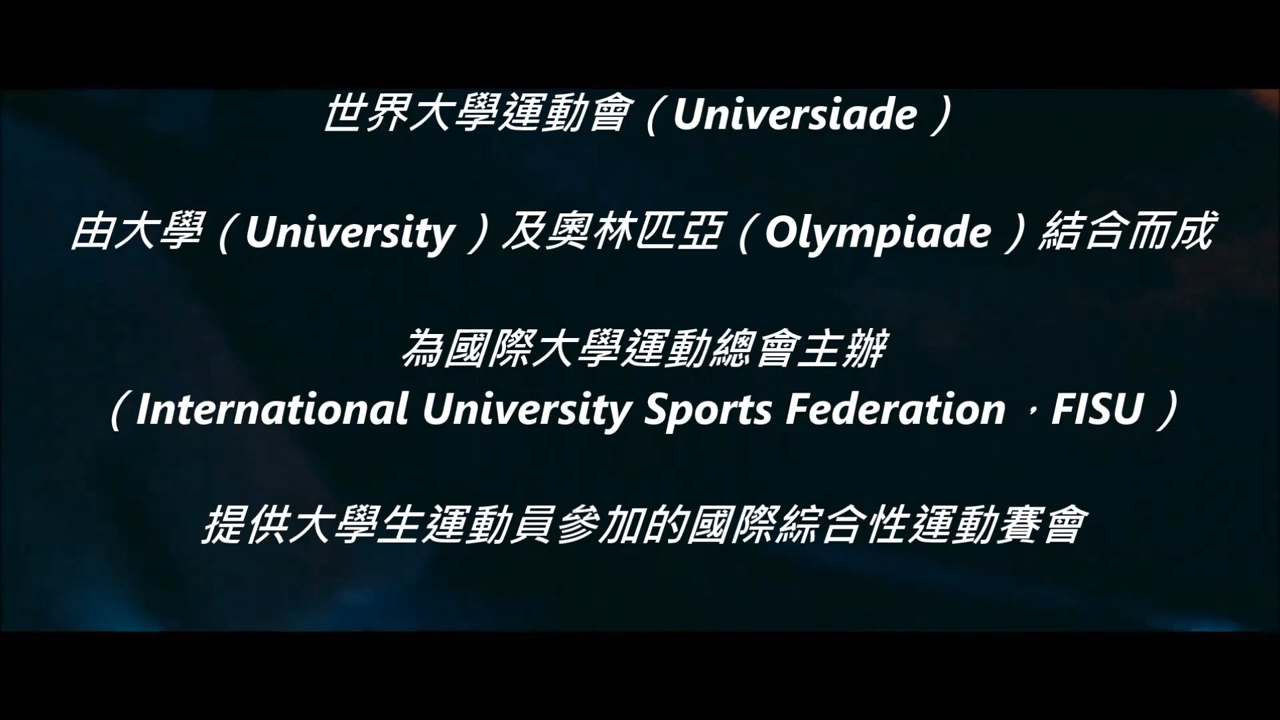 世界大學運動會（Universiade）
由大學（University）及奧林匹亞（Olympiade）結合而成
為國際大學運動總會主辦
（International University Sports Federation，FISU）
提供大學生運動員參加的國際綜合性運動賽會